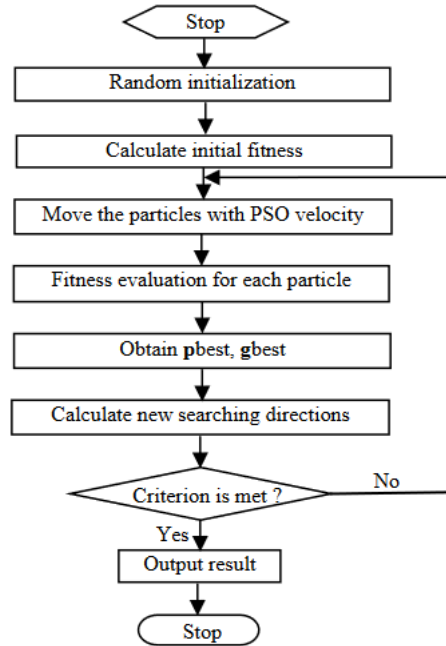 Stop
Random initialization
Calculate initial fitness
Move the particles with PSO velocity
Fitness evaluation for each particle
Obtain pbest, gbest
Calculate new searching directions
Criterion is met ?
No
Yes
Output result
Stop